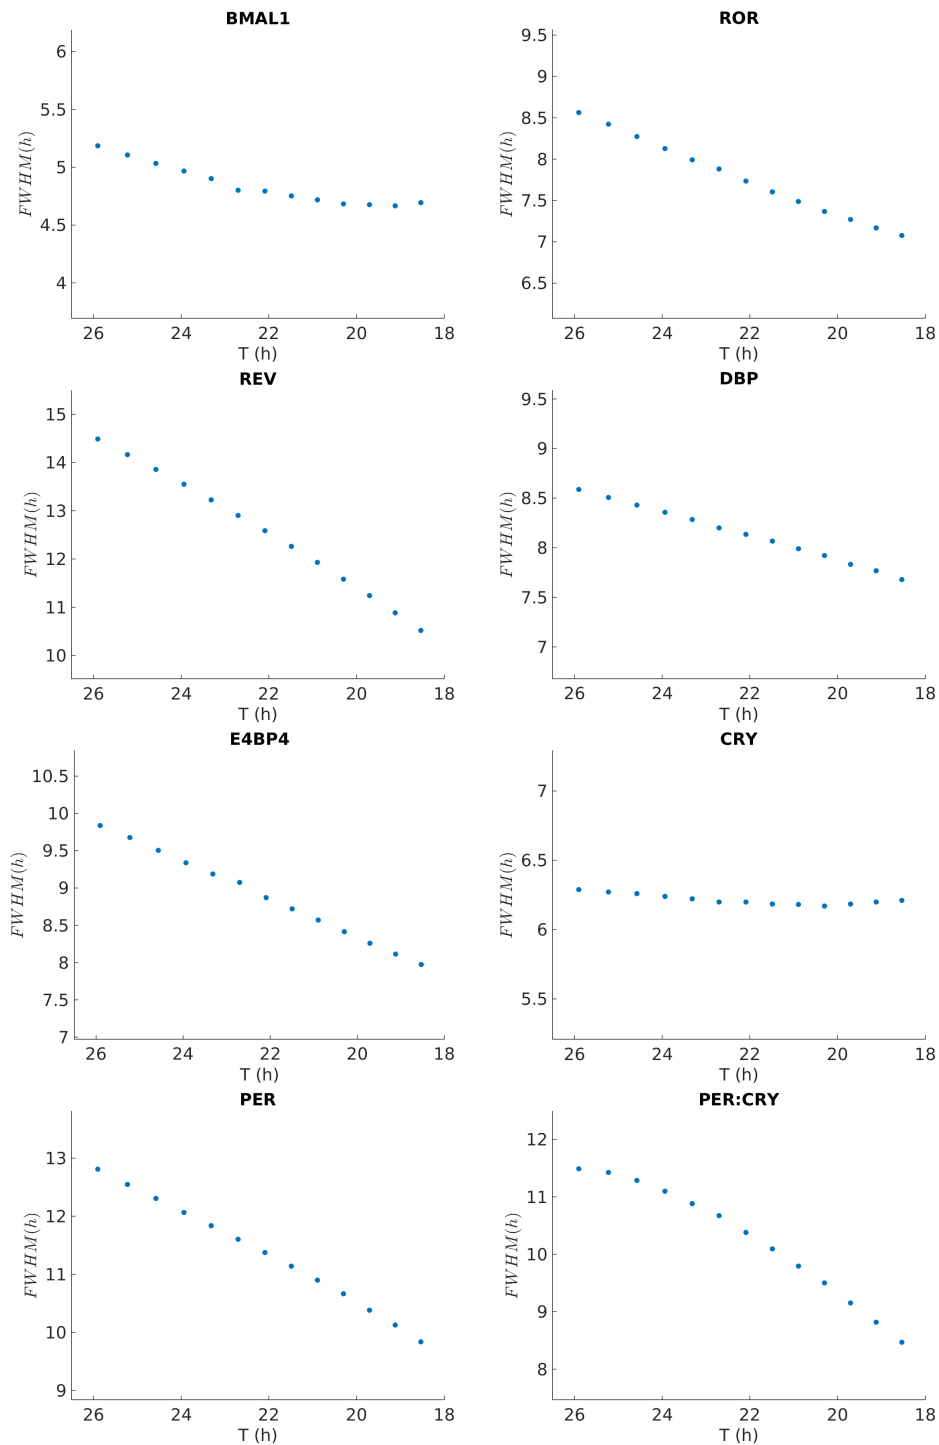 BMAL1
6
5.5
5
4.5
4
FWHM(h)
26 24 22 20 18
T (h)
ROR
9.5
9
8.5
8
7.5
7
6.5
FWHM(h)
26 24 22 20 18
T (h)
REV
15
14
13
12
11
10
FWHM(h)
26 24 22 20 18
T (h)
DBP
9.5
9
8.5
8
7.5
7
FWHM(h)
26 24 22 20 18
T (h)
E4BP4
10.5
10
9.5
9
8.5
8
7.5
7
FWHM(h)
26 24 22 20 18
T (h)
CRY
7
6.5
6
5.5
FWHM(h)
26 24 22 20 18
T (h)
PER
13
12
11
10
9
FWHM(h)
26 24 22 20 18
T (h)
PER:CRY
12
11
10
9
8
FWHM(h)
26 24 22 20 18
T (h)